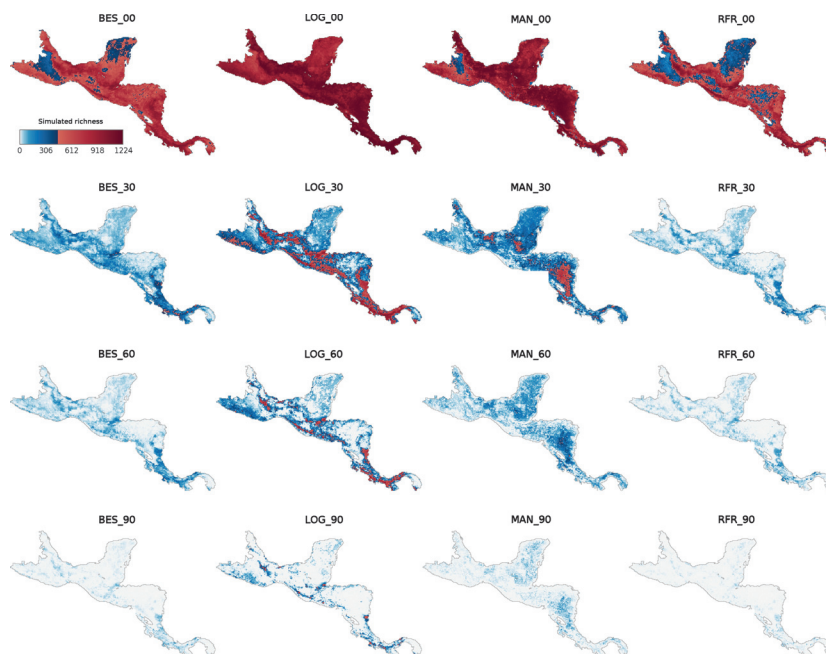 BES_00 LOG_00 MAN_00 RFR_00
Simulated richness
0 306 612 918 1224
BES_30 LOG_30 MAN_30 RFR_30
BES_60 LOG_60 MAN_60 RFR_60
BES_90 LOG_90 MAN_90 RFR_90